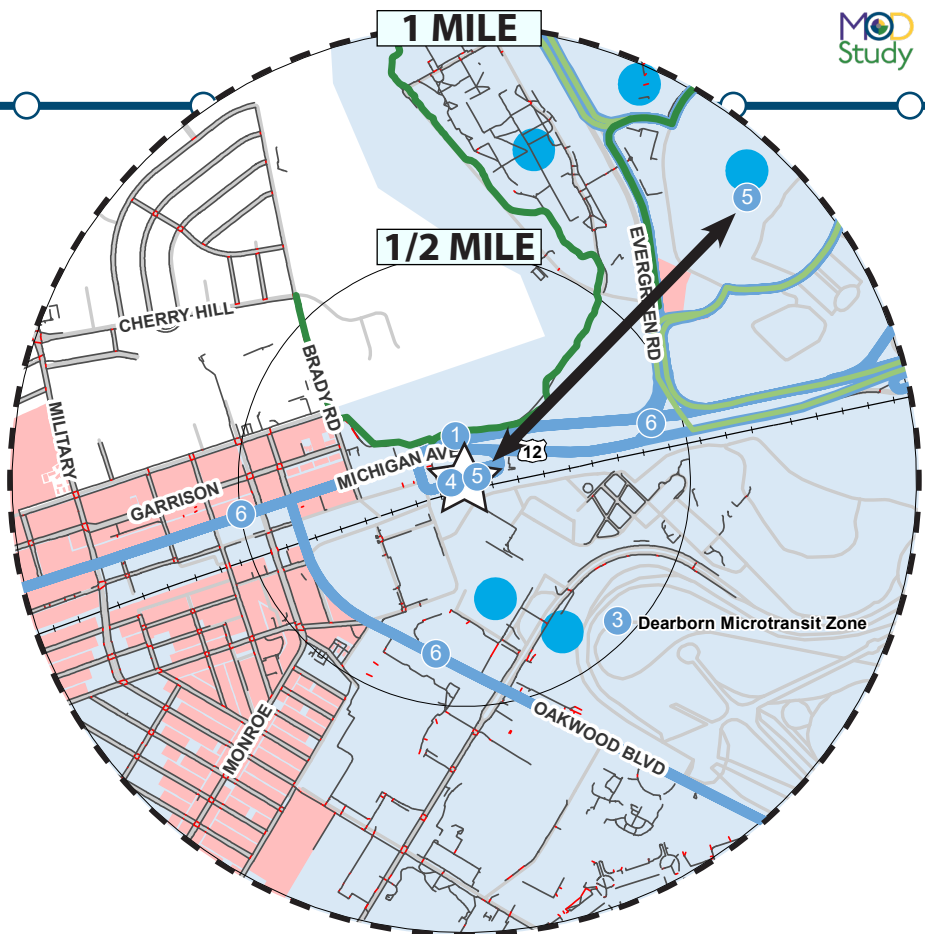 1 MILE
MOD
Study
5
1/2 MILE
EVERGREEN RD
CHERRY HILL
BRADY RD
MILITARY
1
6
12
MICHIGAN AVE
5
4
GARRISON
6
3
Dearborn Microtransit Zone
6
OAKWOOD BLVD
MONROE